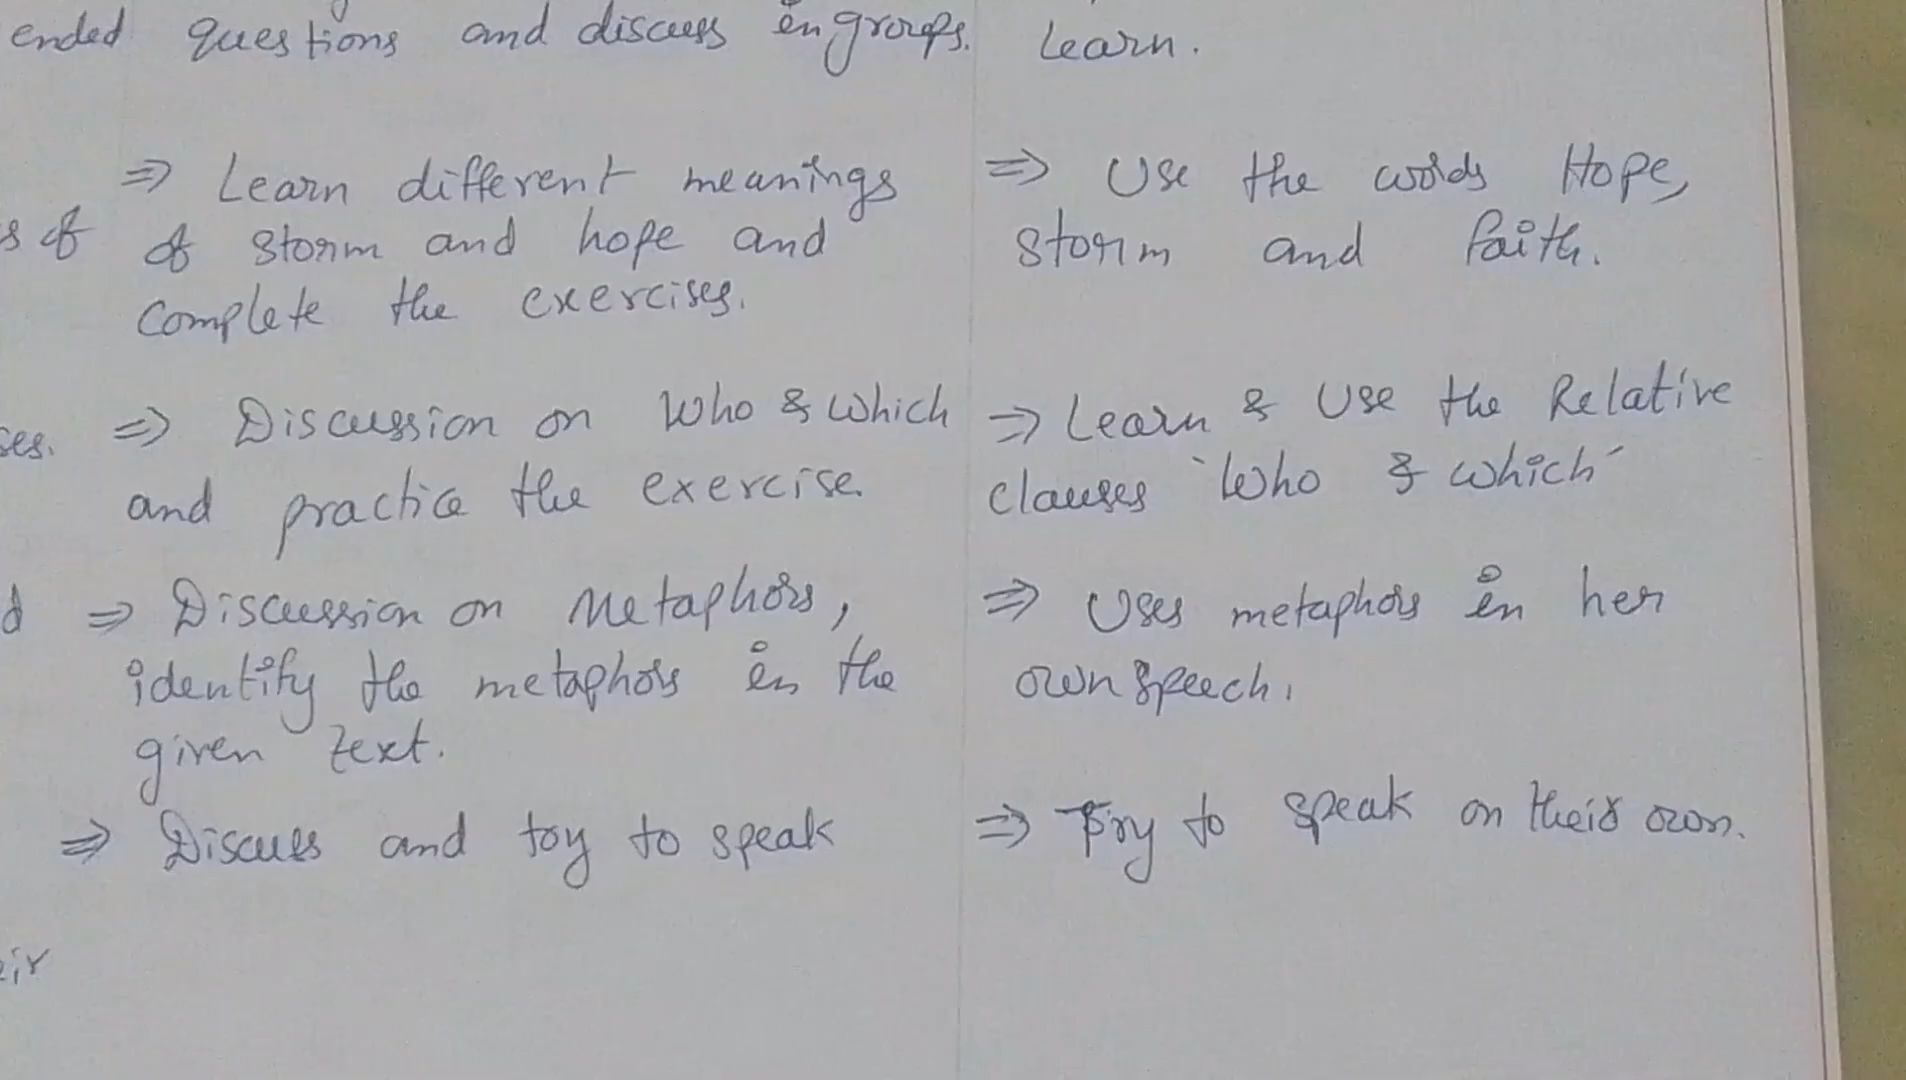 ended questions and discuss in groups.
⇒ Learn different meanings
of storm and hope and
complete the exercises.
⇒ Discussion on Who & which
and practice the exercise.
⇒ Discussion on Metaphors,
identify the metaphors in the
given text.
⇒ Discuss and try to speak
learn.
⇒ Use the words Hope,
storm and faith.
⇒ Learn & Use the Relative
clauses 'Who & which'
⇒ Uses metaphors in her
own speech.
⇒ Try to speak on their own.